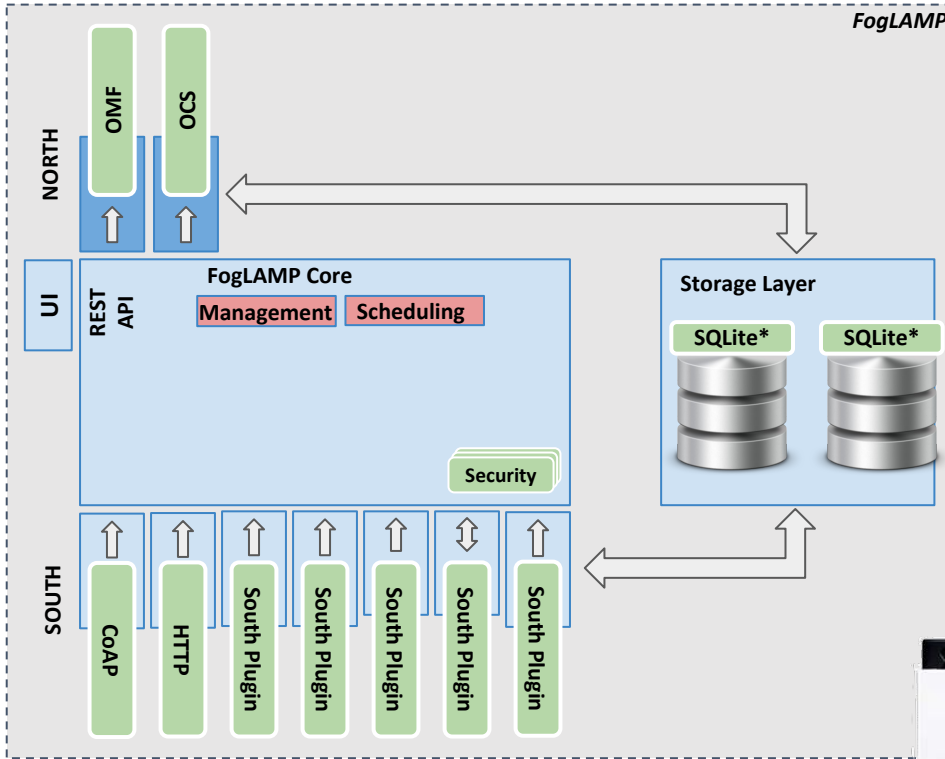 FogLAMP
NORTH
OMF
OCS
UI
REST
API
FogLAMP Core
Management
Scheduling
Security
Storage Layer
SQLite*
SQLite*
SOUTH
CoAP
HTTP
South Plugin
South Plugin
South Plugin
South Plugin
South Plugin